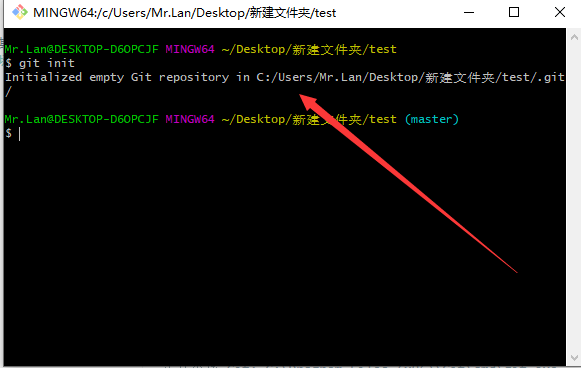 MINGW64:/c/Users/Mr.Lan/Desktop/新建文件夹/test
Mr.Lan@DESKTOP-D6OPCJF MINGW64 ~/Desktop/新建文件夹/test
$ git init
Initialized empty Git repository in C:/Users/Mr.Lan/Desktop/新建文件夹/test/.git
/
Mr.Lan@DESKTOP-D6OPCJF MINGW64 ~/Desktop/新建文件夹/test (master)
$